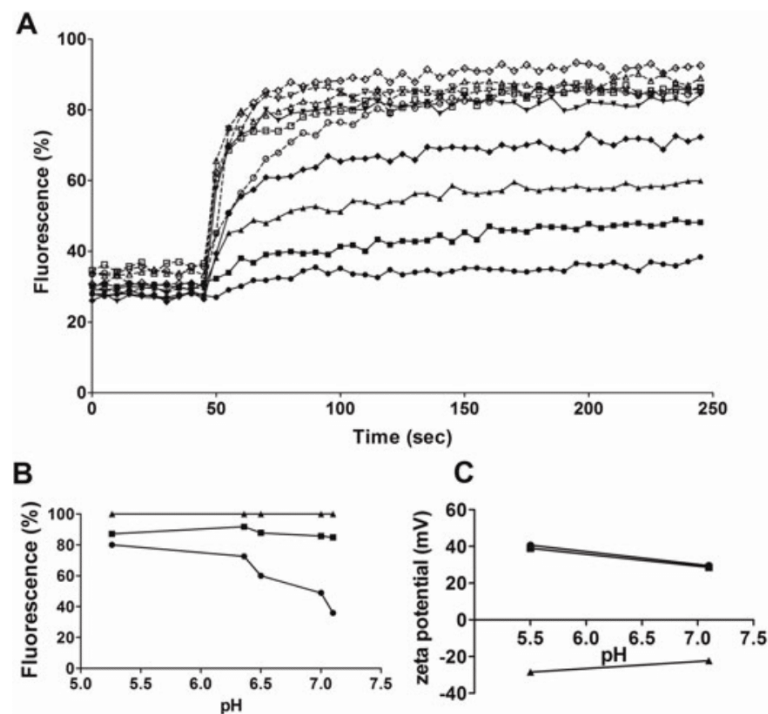 A
100
80
60
40
20
0
Fluorescence (%)
0 50 100 150 200 250
Time (sec)
B
100
80
60
40
20
0
Fluorescence (%)
5.0 5.5 6.0 6.5 7.0 7.5
pH
C
60
40
20
0
-20
-40
zeta potential (mV)
5.5 6.0 6.5 7.0 7.5
pH